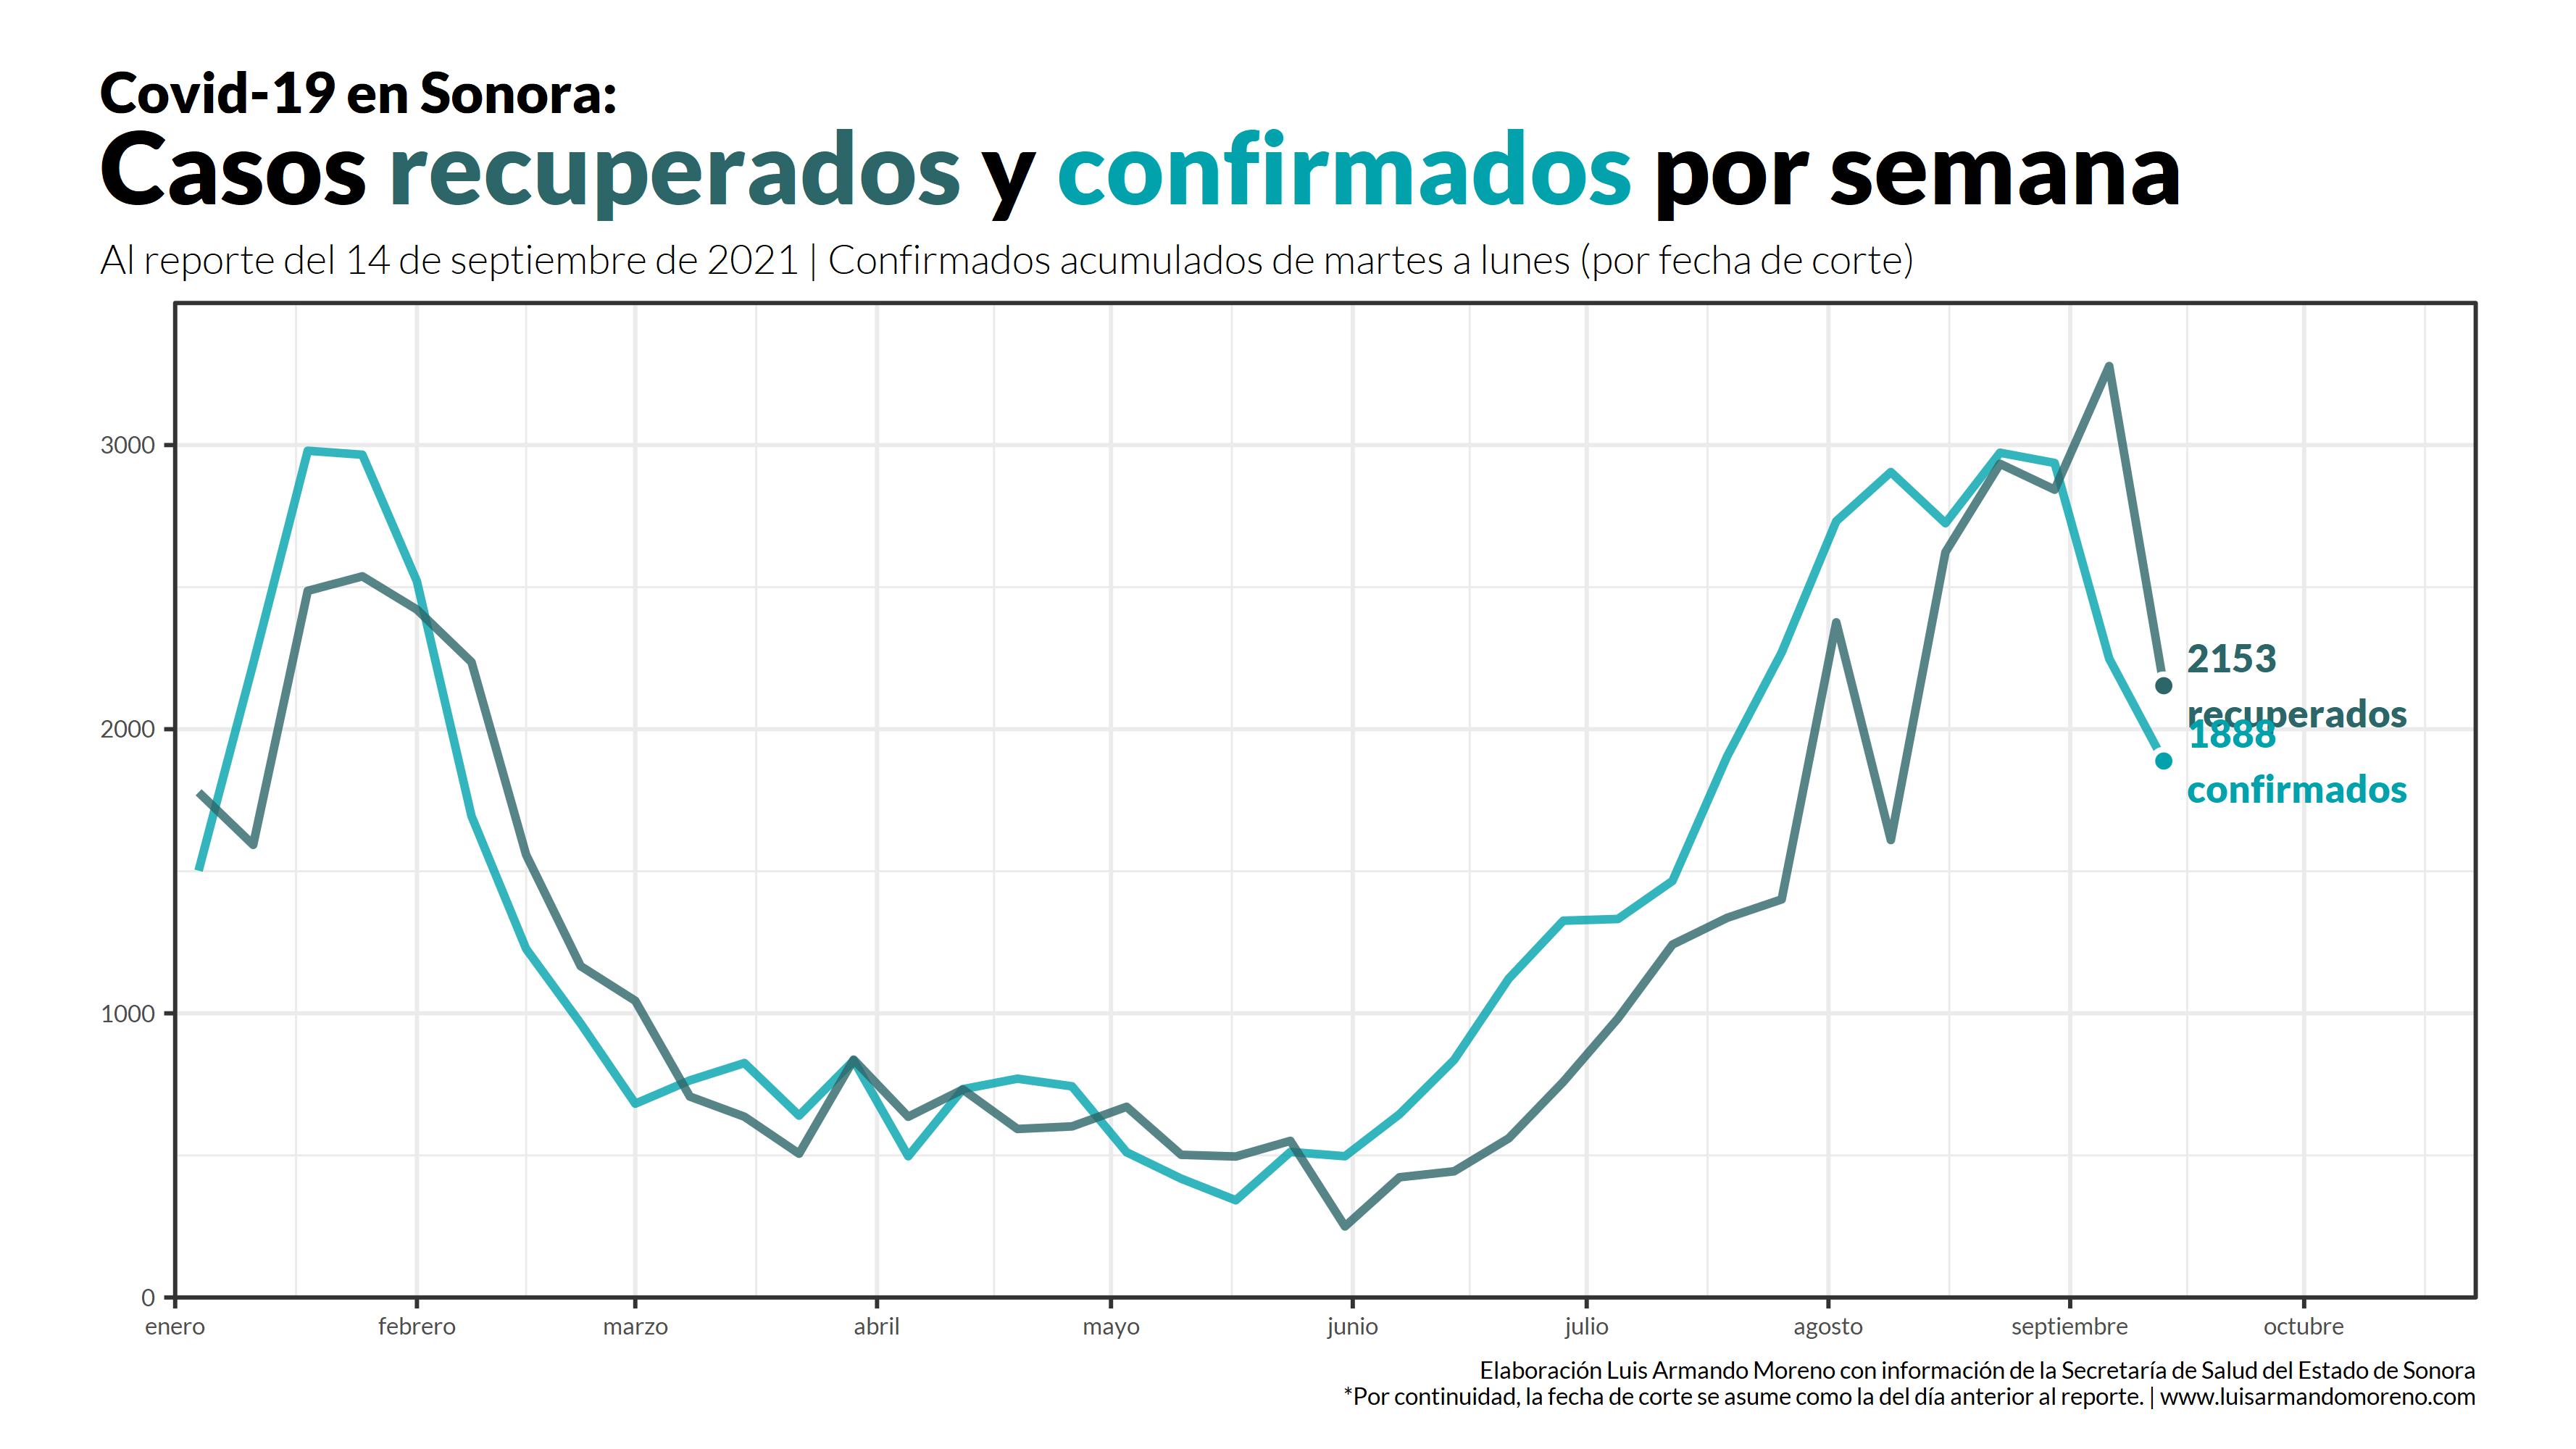 Covid-19 en Sonora:
Casos recuperados y confirmados por semana
Al reporte del 14 de septiembre de 2021 | Confirmados acumulados de martes a lunes (por fecha de corte)
3000
2000
1000
0
2153
recuperados
1888
confirmados
enero febrero marzo abril mayo junio julio agosto septiembre octubre
Elaboración Luis Armando Moreno con información de la Secretaría de Salud del Estado de Sonora
*Por continuidad, la fecha de corte se asume como la del día anterior al reporte. | www.luisarmandomoreno.com